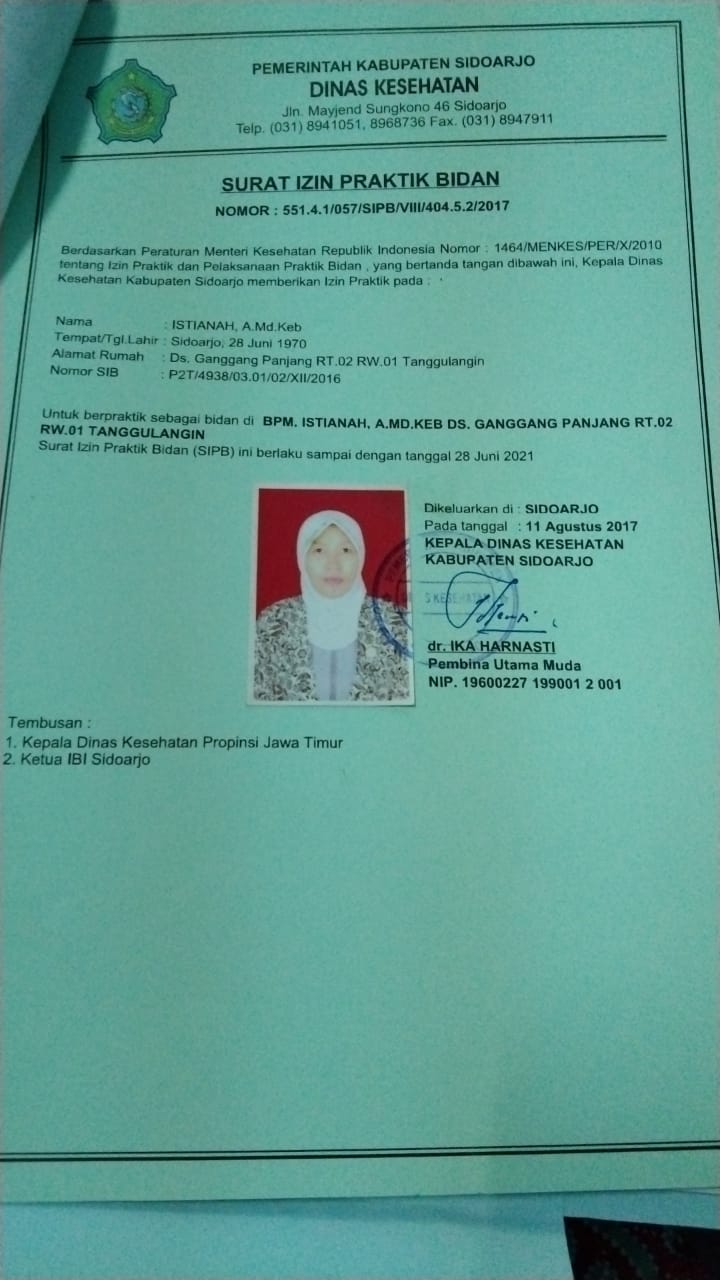 PEMERINTAH KABUPATEN SIDOARJO
DINAS KESEHATAN
Jln. Mayjend Sungkono 46 Sidoarjo
Telp. (031) 8941051, 8968736 Fax. (031) 8947911
SURAT IZIN PRAKTIK BIDAN
NOMOR : 551.4.1/057/SIPB/VIII/404.5.2/2017
Berdasarkan Peraturan Menteri Kesehatan Republik Indonesia Nomor : 1464/MENKES/PER/X/2010
tentang Izin Praktik dan Pelaksanaan Praktik Bidan , yang bertanda tangan dibawah ini, Kepala Dinas
Kesehatan Kabupaten Sidoarjo memberikan Izin Praktik pada :
Nama : ISTIANAH, A.Md.Keb
Tempat/Tgl.Lahir : Sidoarjo, 28 Juni 1970
Alamat Rumah : Ds. Ganggang Panjang RT.02 RW.01 Tanggulangin
Nomor SIB : P2T/4938/03.01/02/XII/2016
Untuk berpraktik sebagai bidan di BPM. ISTIANAH, A.MD.KEB DS. GANGGANG PANJANG RT.02
RW.01 TANGGULANGIN
Surat Izin Praktik Bidan (SIPB) ini berlaku sampai dengan tanggal 28 Juni 2021
Dikeluarkan di : SIDOARJO
Pada tanggal : 11 Agustus 2017
KEPALA DINAS KESEHATAN
KABUPATEN SIDOARJO
dr. IKA HARNASTI
Pembina Utama Muda
NIP. 19600227 199001 2 001
Tembusan :
1. Kepala Dinas Kesehatan Propinsi Jawa Timur
2. Ketua IBI Sidoarjo